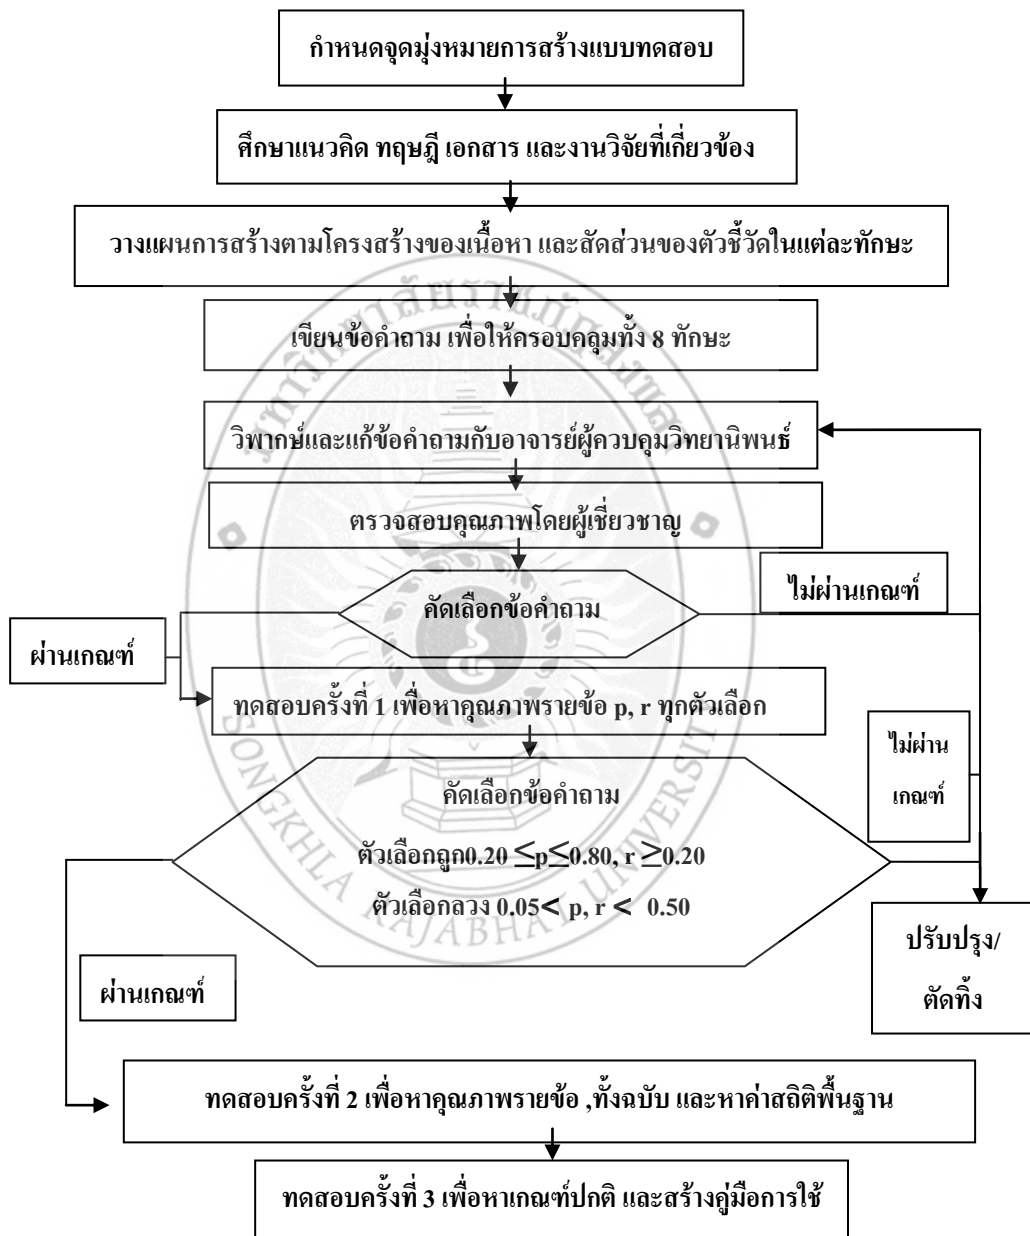 กำหนดจุดมุ่งหมายการสร้างแบบทดสอบ
ศึกษาแนวคิด ทฤษฎี เอกสาร และงานวิจัยที่เกี่ยวข้อง
วางแผนการสร้างตามโครงสร้างของเนื้อหา และสัดส่วนของตัวชี้วัดในแต่ละทักษะ
เขียนข้อคำถาม เพื่อให้ครอบคลุมทั้ง 8 ทักษะ
วิพากษ์และแก้ข้อคำถามกับอาจารย์ผู้ควบคุมวิทยานิพนธ์
ตรวจสอบคุณภาพโดยผู้เชี่ยวชาญ
คัดเลือกข้อคำถาม
ไม่ผ่านเกณฑ์
ผ่านเกณฑ์
ทดสอบครั้งที่ 1 เพื่อหาคุณภาพรายข้อ p, r ทุกตัวเลือก
ไม่ผ่าน
เกณฑ์
คัดเลือกข้อคำถาม
ตัวเลือกถูก0.20 ≤p≤0.80, r ≥0.20
ตัวเลือกลวง 0.05< p, r < 0.50
ปรับปรุง/
ตัดทิ้ง
ผ่านเกณฑ์
ทดสอบครั้งที่ 2 เพื่อหาคุณภาพรายข้อ ,ทั้งฉบับ และหาค่าสถิติพื้นฐาน
ทดสอบครั้งที่ 3 เพื่อหาเกณฑ์ปกติ และสร้างคู่มือการใช้
มหาวิทยาลัยราชภัฏสงขลา
SONGKHLA RAJABHAT UNIVERSITY